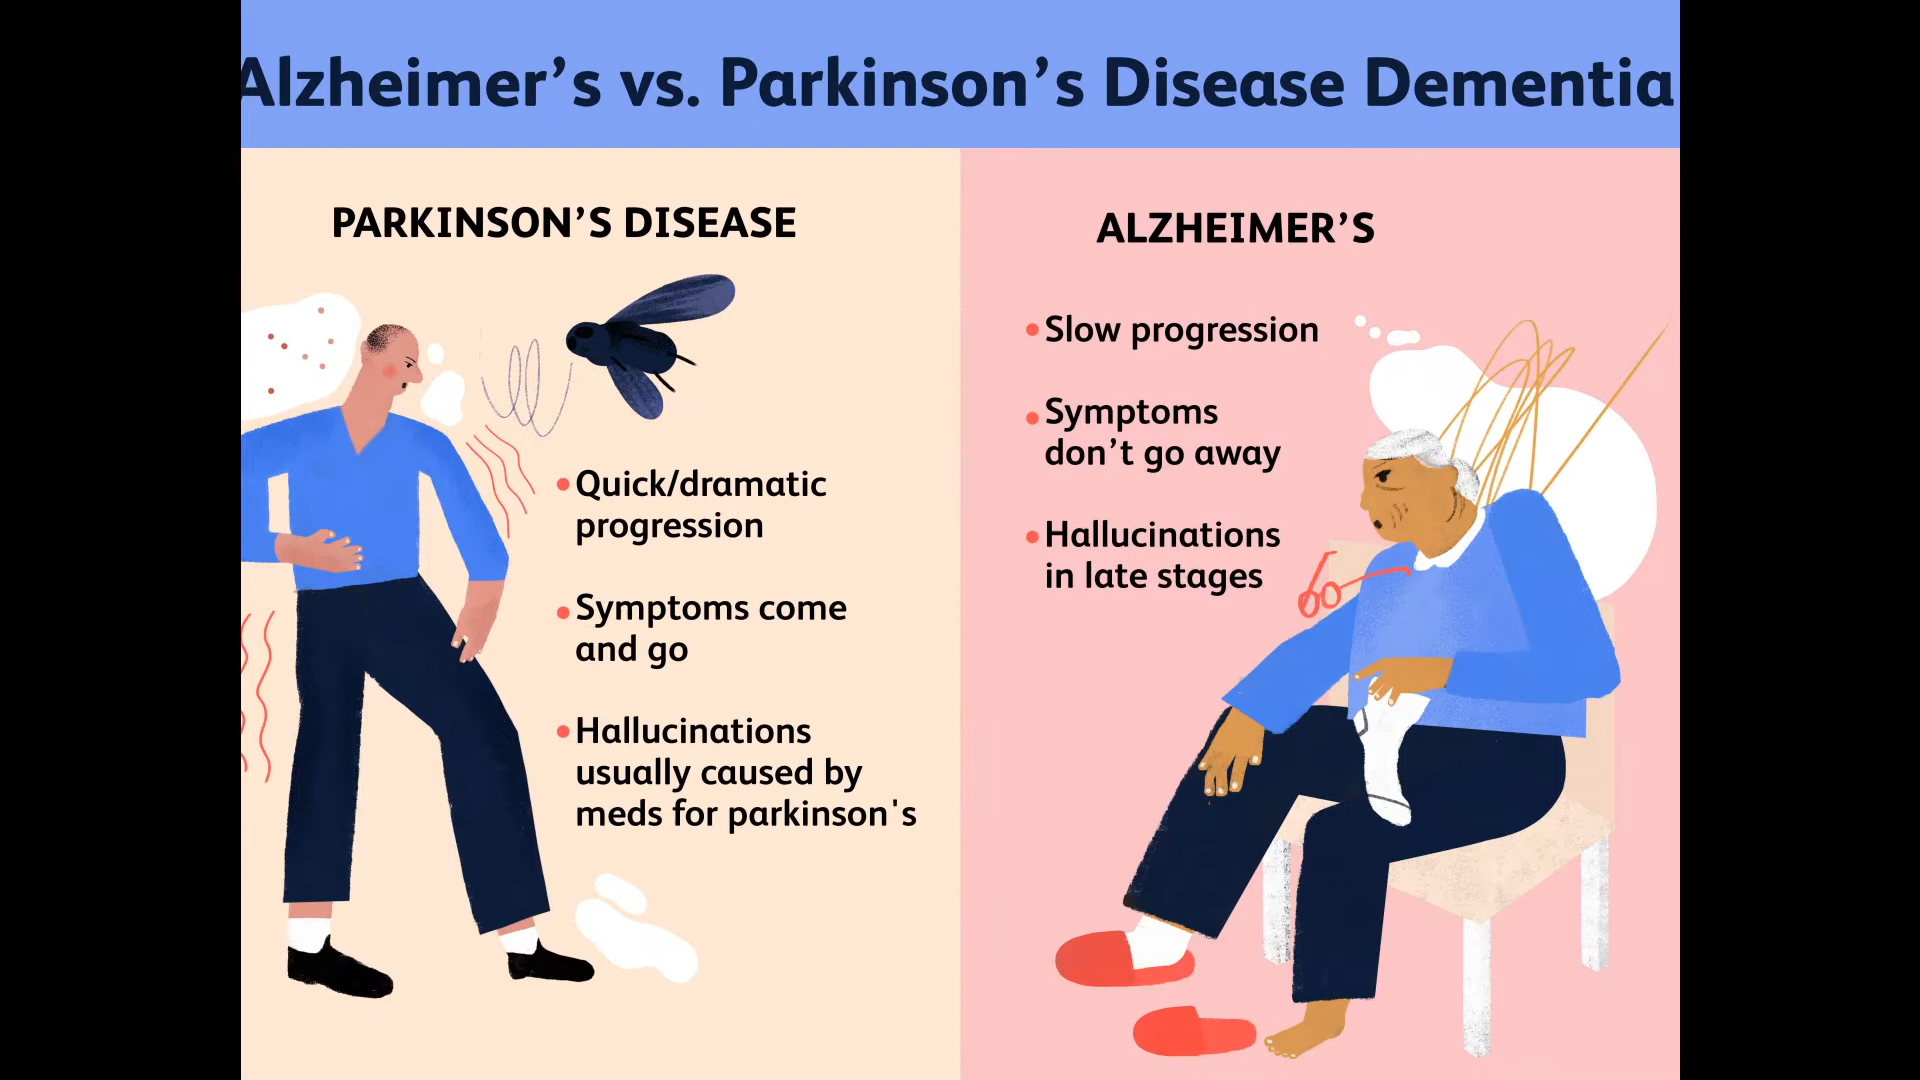 Alzheimer’s vs. Parkinson’s Disease Dementia
PARKINSON’S DISEASE
• Quick/dramatic
progression
• Symptoms come
and go
• Hallucinations
usually caused by
meds for parkinson's
ALZHEIMER’S
• Slow progression
• Symptoms
don’t go away
• Hallucinations
in late stages